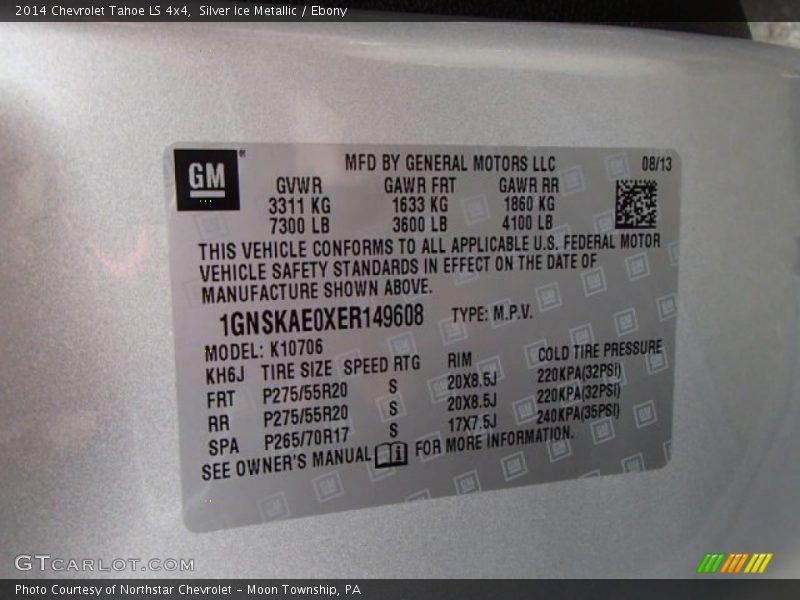 2014 Chevrolet Tahoe LS 4x4, Silver Ice Metallic / Ebony
GM®
MFD BY GENERAL MOTORS LLC 08/13
GVWR GAWR FRT GAWR RR
3311 KG 1633 KG 1860 KG
7300 LB 3600 LB 4100 LB
THIS VEHICLE CONFORMS TO ALL APPLICABLE U.S. FEDERAL MOTOR
VEHICLE SAFETY STANDARDS IN EFFECT ON THE DATE OF
MANUFACTURE SHOWN ABOVE.
1GNSKAE0XER149608 TYPE: M.P.V.
MODEL: K10706
KH6J TIRE SIZE SPEED RTG RIM COLD TIRE PRESSURE
FRT P275/55R20 S 20X8.5J 220KPA(32PSI)
RR P275/55R20 S 20X8.5J 220KPA(32PSI)
SPA P265/70R17 S 17X7.5J 240KPA(35PSI)
SEE OWNER'S MANUAL i FOR MORE INFORMATION.
GTCARLOT.COM
Photo Courtesy of Northstar Chevrolet - Moon Township, PA